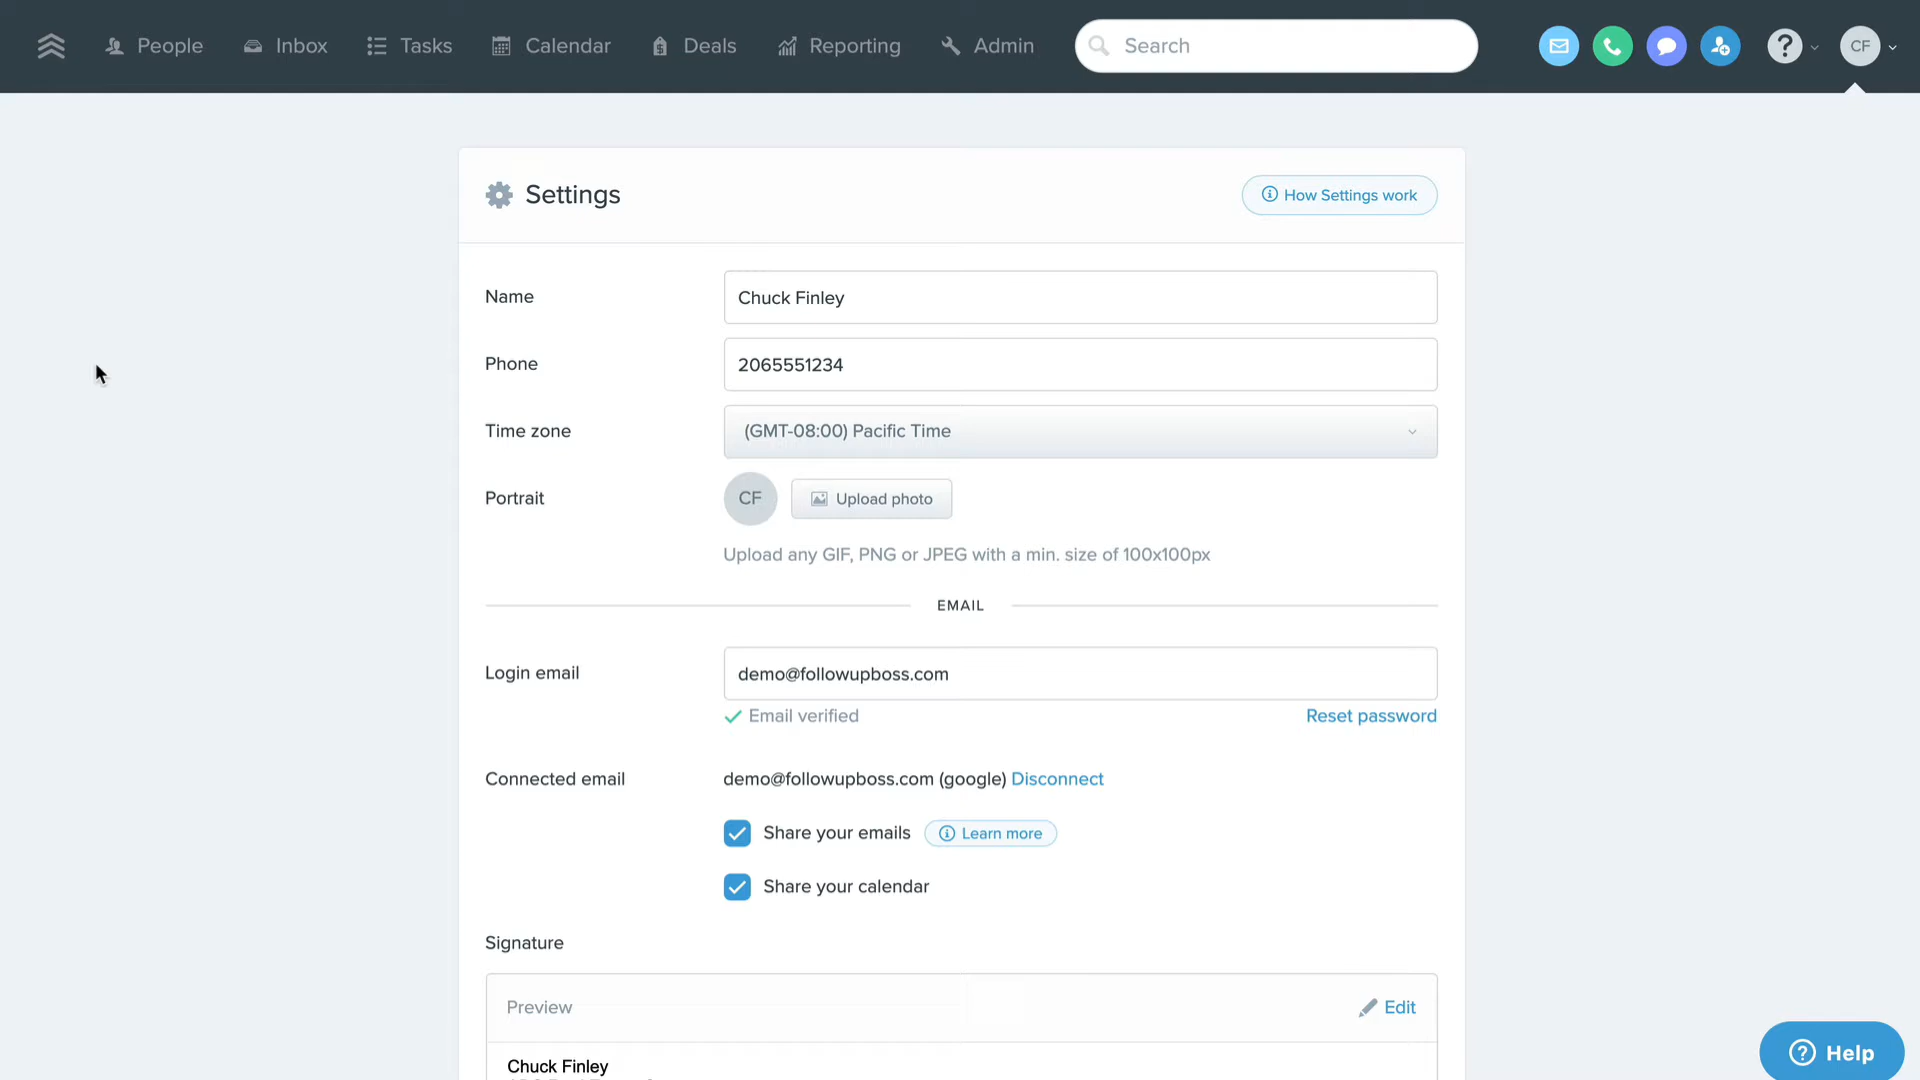 People Inbox Tasks Calendar Deals Reporting Admin Search ? CF
Settings How Settings work
Name Chuck Finley
Phone 2065551234
Time zone (GMT-08:00) Pacific Time
Portrait CF Upload photo
Upload any GIF, PNG or JPEG with a min. size of 100x100px
EMAIL
Login email demo@followupboss.com
Email verified Reset password
Connected email demo@followupboss.com (google) Disconnect
Share your emails Learn more
Share your calendar
Signature
Preview Edit
Chuck Finley
Help